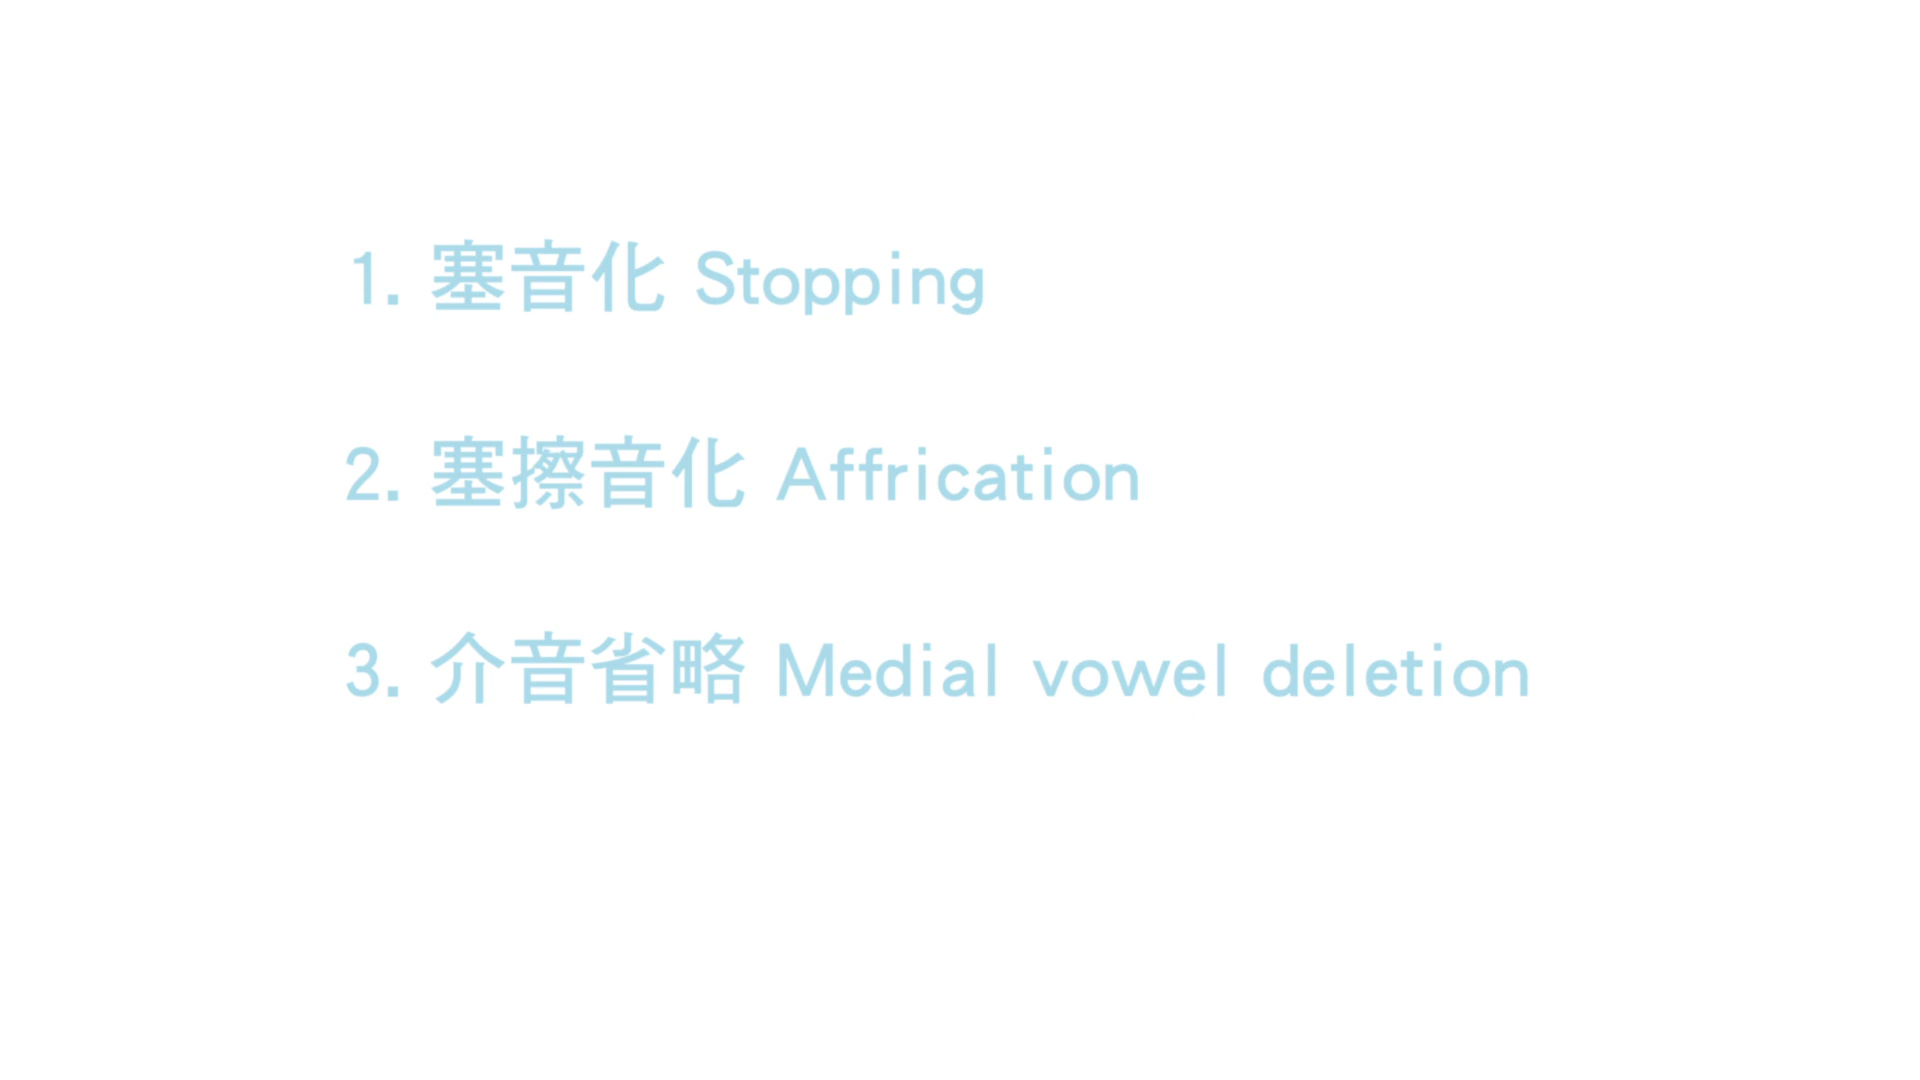 1. 塞音化 Stopping
2. 塞擦音化 Affrication
3. 介音省略 Medial vowel deletion